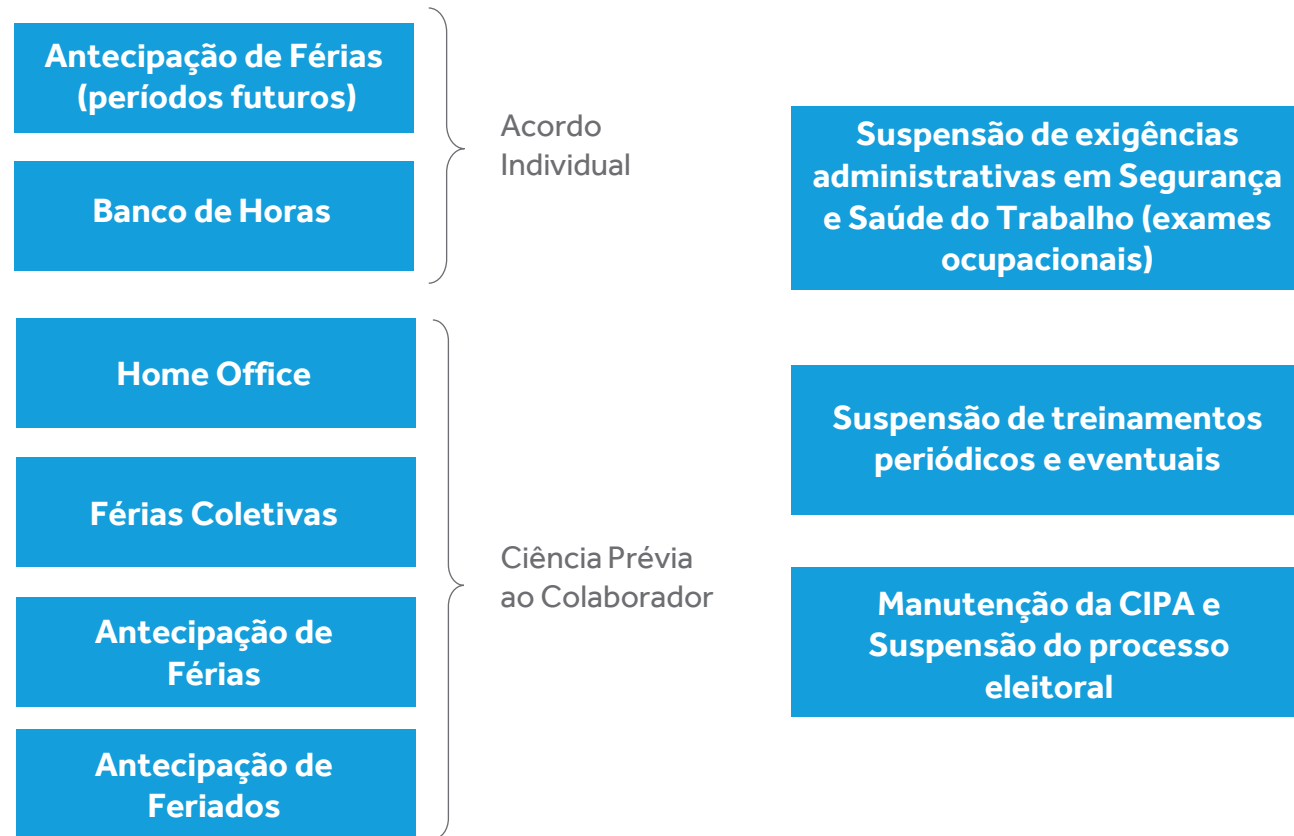 Antecipação de Férias
(períodos futuros)
Banco de Horas
Acordo
Individual
Home Office
Férias Coletivas
Antecipação de
Férias
Antecipação de
Feriados
Ciência Prévia
ao Colaborador
Suspensão de exigências
administrativas em Segurança
e Saúde do Trabalho (exames
ocupacionais)
Suspensão de treinamentos
periódicos e eventuais
Manutenção da CIPA e
Suspensão do processo
eleitoral